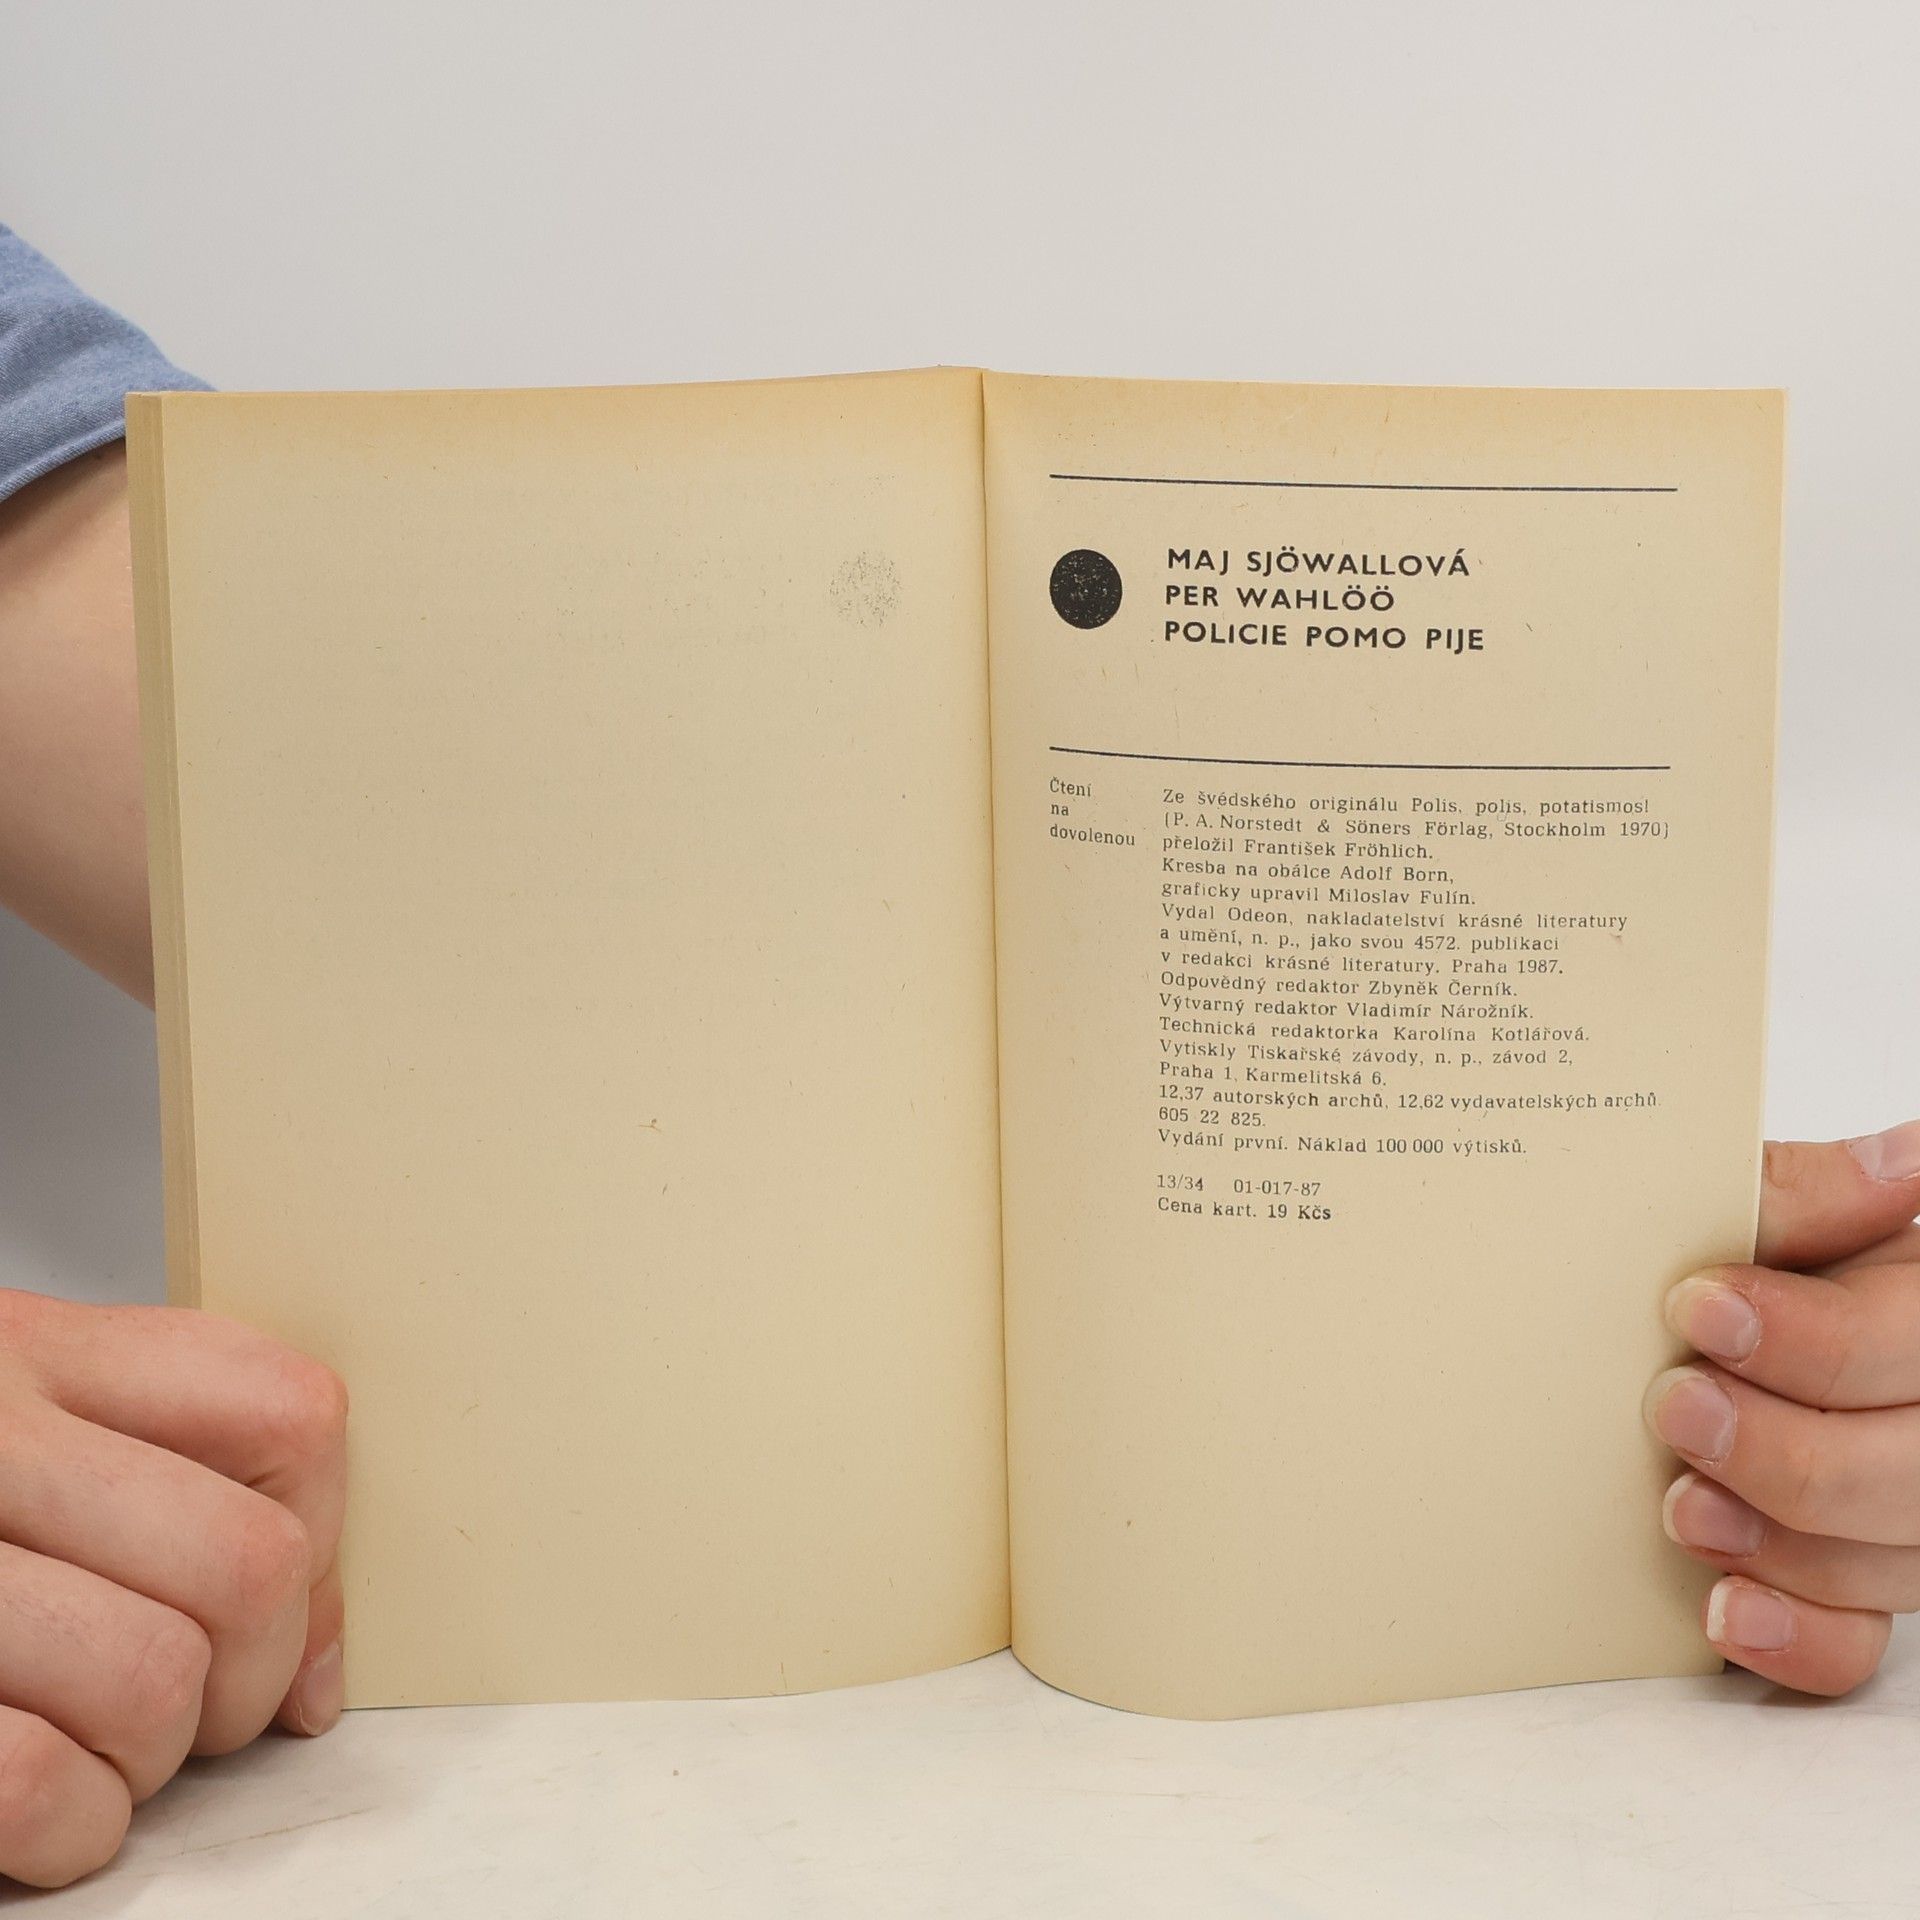 MAJ SJÖWALLOVÁ
PER WAHLÖÖ
POLICIE POMO PIJE
Čtení
na
dovolenou
Ze švédského originálu Polis, polis, potatismos!
(P. A. Norstedt & Söners Förlag, Stockholm 1970)
přeložil František Fröhlich.
Kresba na obálce Adolf Born,
graficky upravil Miloslav Fulín.
Vydal Odeon, nakladatelství krásné literatury
a umění, n. p., jako svou 4572. publikaci
v redakci krásné literatury. Praha 1987.
Odpovědný redaktor Zbyněk Černík.
Výtvarný redaktor Vladimír Nárožník.
Technická redaktorka Karolína Kotlářová.
Vytiskly Tiskařské závody, n. p., závod 2,
Praha 1, Karmelitská 6.
12,37 autorských archů, 12,62 vydavatelských archů.
605 22 825.
Vydání první. Náklad 100 000 výtisků.
13/34 01-017-87
Cena kart. 19 Kčs